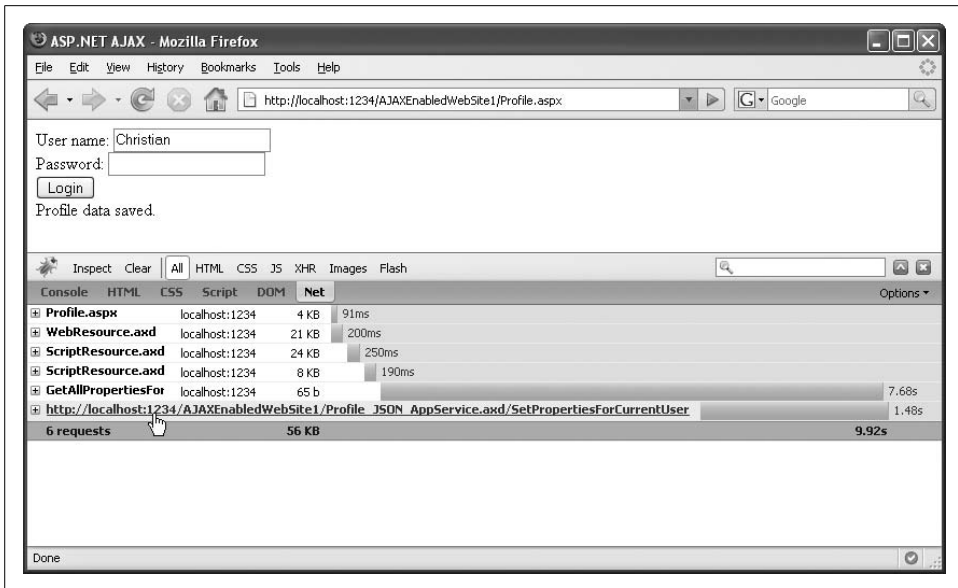 ASP.NET AJAX - Mozilla Firefox
File Edit View History Bookmarks Tools Help
http://localhost:1234/AJAXEnabledWebSite1/Profile.aspx G Google
User name: Christian
Password:
Login
Profile data saved.
Inspect Clear All HTML CSS JS XHR Images Flash
Console HTML CSS Script DOM Net Options
Profile.aspx localhost:1234 4 KB 91ms
WebResource.axd localhost:1234 21 KB 200ms
ScriptResource.axd localhost:1234 24 KB 250ms
ScriptResource.axd localhost:1234 8 KB 190ms
GetAllPropertiesFor localhost:1234 65 b 7.68s
http://localhost:1234/AJAXEnabledWebSite1/Profile_JSON_AppService.axd/SetPropertiesForCurrentUser 1.48s
6 requests 56 KB 9.92s
Done